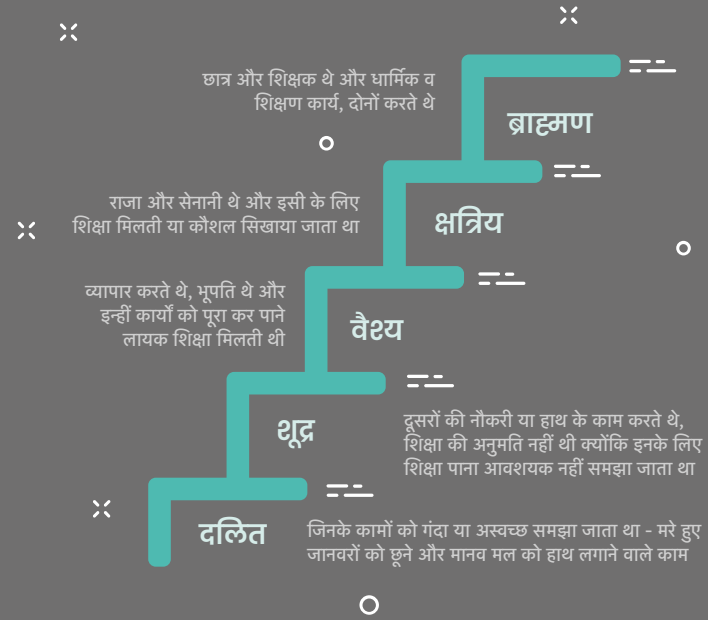 छात्र और शिक्षक थे और धार्मिक व
शिक्षण कार्य, दोनों करते थे
ब्राह्मण
राजा और सेनानी थे और इसी के लिए
शिक्षा मिलती या कौशल सिखाया जाता था
क्षत्रिय
व्यापार करते थे, भूपति थे और
इन्हीं कार्यों को पूरा कर पाने
लायक शिक्षा मिलती थी
वैश्य
शूद्र
दूसरों की नौकरी या हाथ के काम करते थे,
शिक्षा की अनुमति नहीं थी क्योंकि इनके लिए
शिक्षा पाना आवशयक नहीं समझा जाता था
दलित
जिनके कामों को गंदा या अस्वच्छ समझा जाता था - मरे हुए
जानवरों को छूने और मानव मल को हाथ लगाने वाले काम